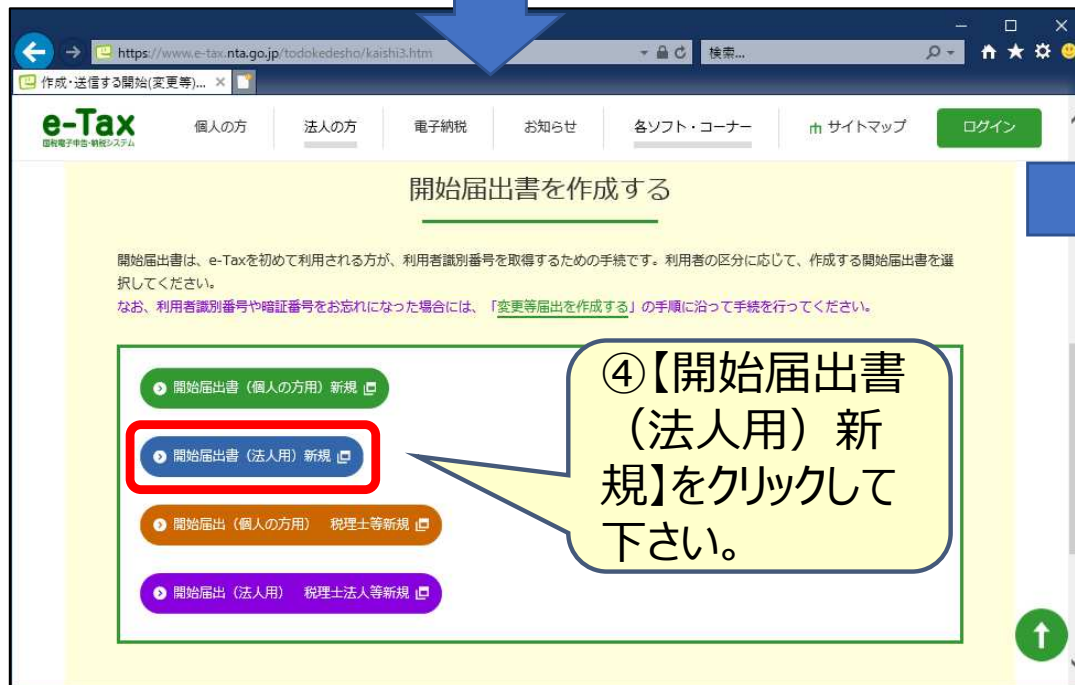 https://www.e-tax.nta.go.jp/todokedesho/kaishi3.htm
検索...
作成・送信する開始(変更等)...
e-Tax
国税電子申告・納税システム
個人の方
法人の方
電子納税
お知らせ
各ソフト・コーナー
サイトマップ
ログイン
開始届出書を作成する
開始届出書は、e-Taxを初めて利用される方が、利用者識別番号を取得するための手続です。利用者の区分に応じて、作成する開始届出書を選
択してください。
なお、利用者識別番号や暗証番号をお忘れになった場合には、「変更等届出を作成する」の手順に沿って手続を行ってください。
開始届出書（個人の方用）新規
開始届出書（法人用）新規
開始届出（個人の方用）　税理士等新規
開始届出（法人用）　税理士法人等新規
④【開始届出書
（法人用）新
規】をクリックして
下さい。